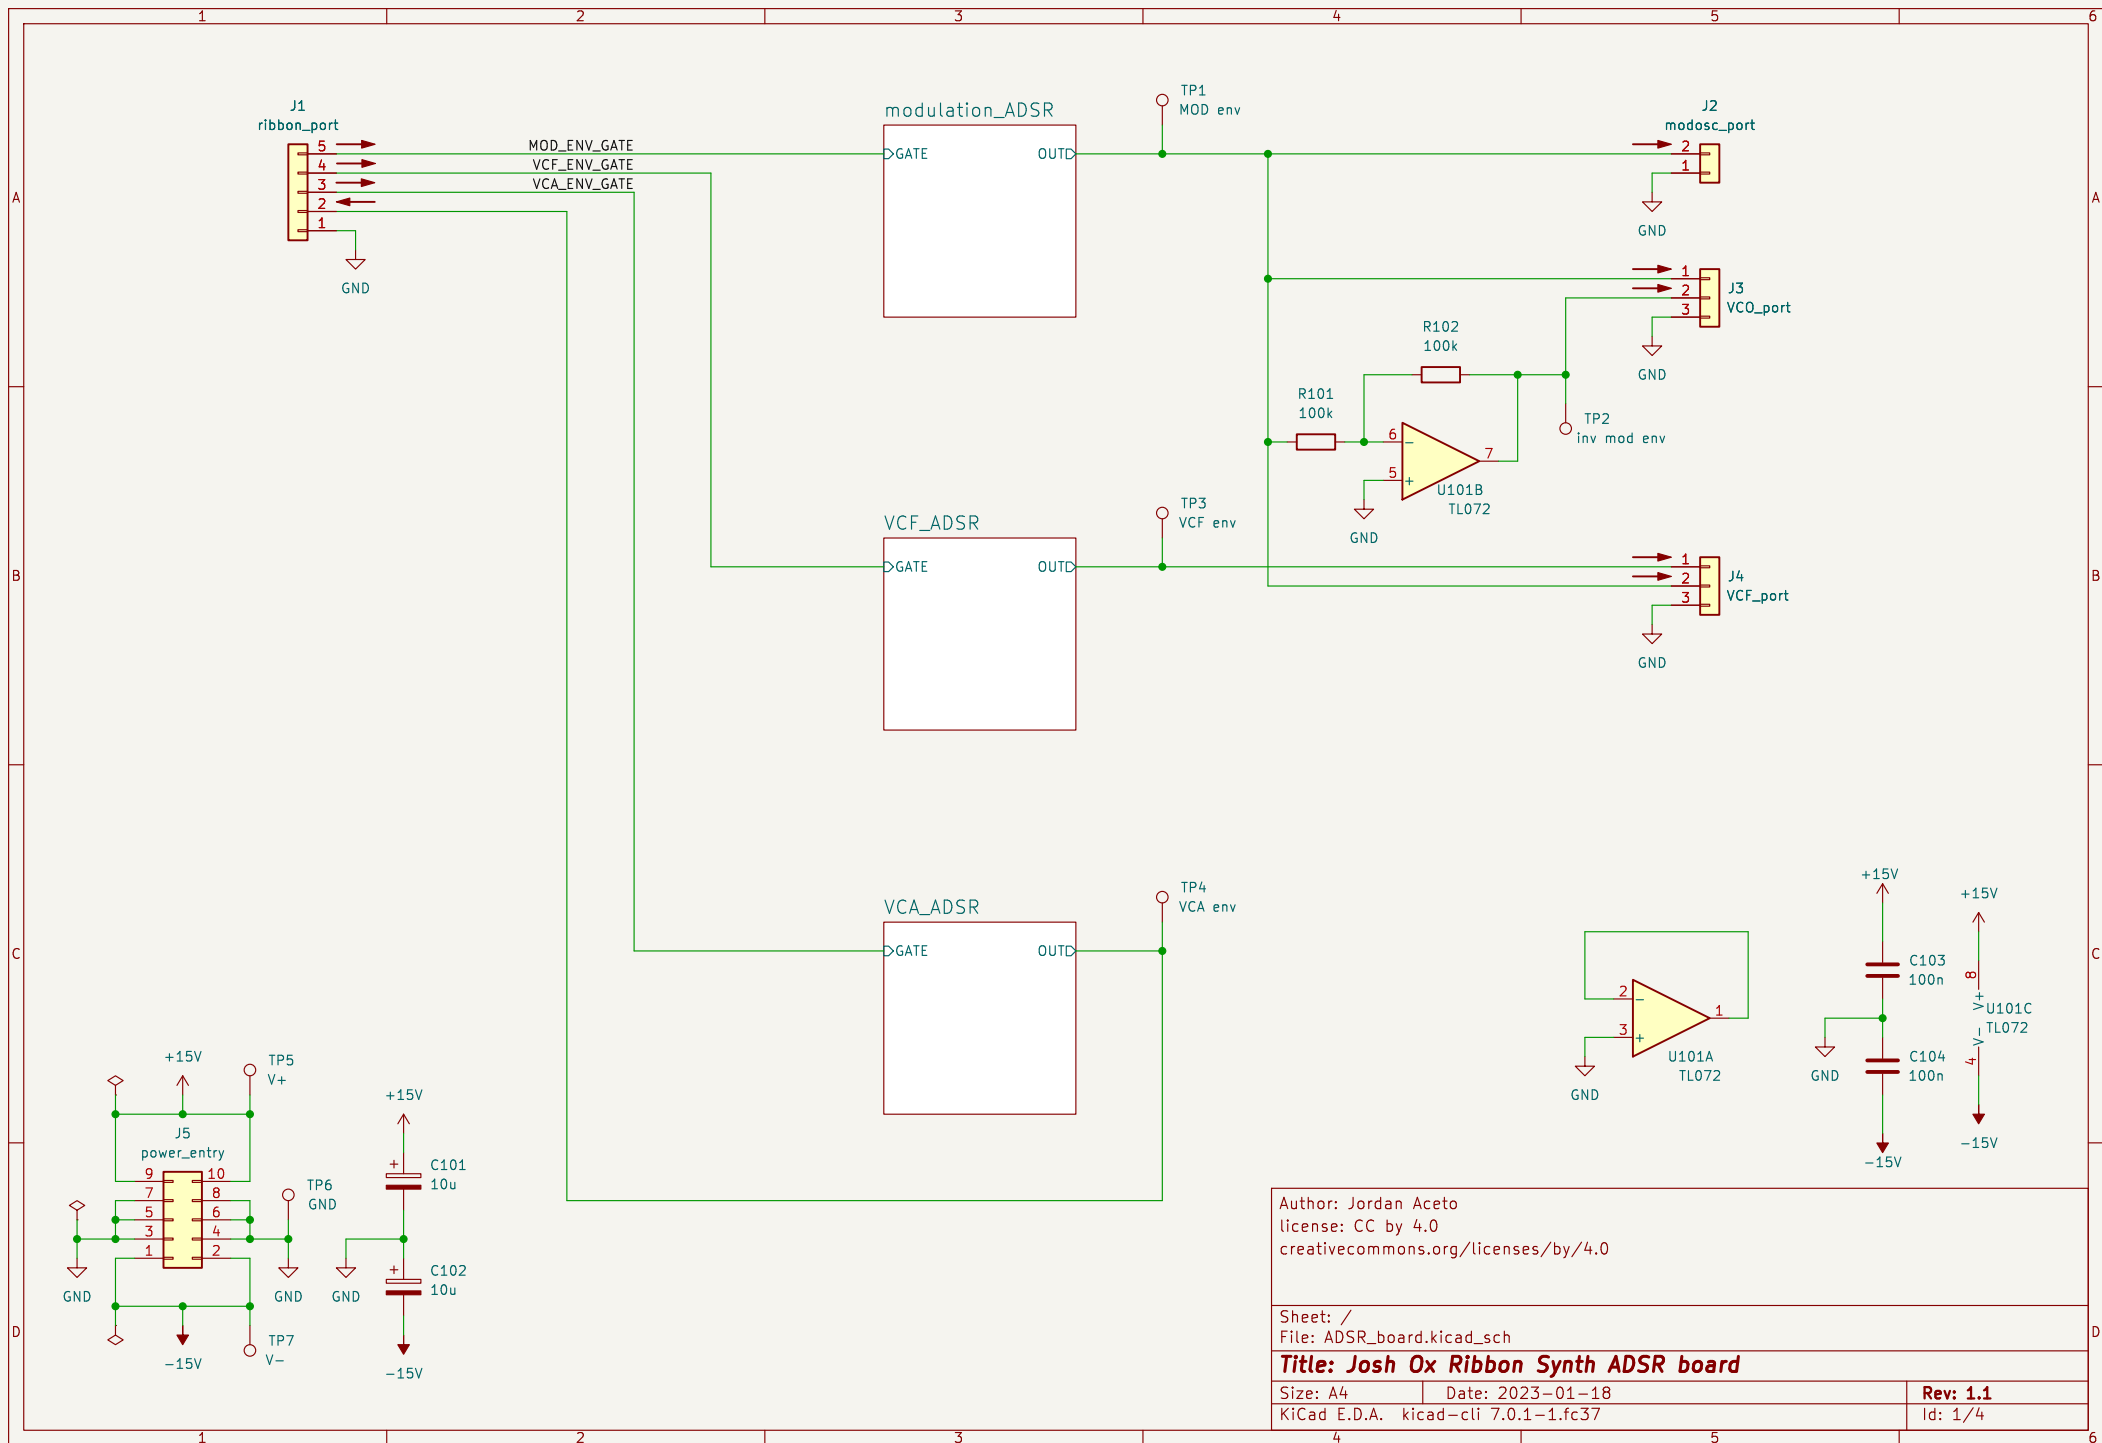 1 2 3 4 5 6
A
B
C
D
A
B
C
D
1 2 3 4 5 6
J1
ribbon_port
5
4
3
2
1
GND
MOD_ENV_GATE
VCF_ENV_GATE
VCA_ENV_GATE
modulation_ADSR
GATE OUT
TP1
MOD env
J2
modosc_port
2
1
GND
1
2
3
J3
VCO_port
GND
R102
100k
R101
100k
6
5
7
−
+
U101B
TL072
GND
TP2
inv mod env
VCF_ADSR
GATE OUT
TP3
VCF env
1
2
3
J4
VCF_port
GND
VCA_ADSR
GATE OUT
TP4
VCA env
2
3
1
−
+
U101A
TL072
GND
+15V
C103
100n
GND
C104
100n
-15V
+15V
8
V+
U101C
TL072
V-
4
-15V
+15V
TP5
V+
J5
power_entry
9 10
7 8
5 6
3 4
1 2
TP6
GND
GND
GND
-15V
TP7
V-
+15V
+
C101
10u
GND
+
C102
10u
-15V
Author: Jordan Aceto
license: CC by 4.0
creativecommons.org/licenses/by/4.0
Sheet: /
File: ADSR_board.kicad_sch
Title: Josh Ox Ribbon Synth ADSR board
Size: A4 Date: 2023-01-18 Rev: 1.1
KiCad E.D.A. kicad-cli 7.0.1-1.fc37 Id: 1/4